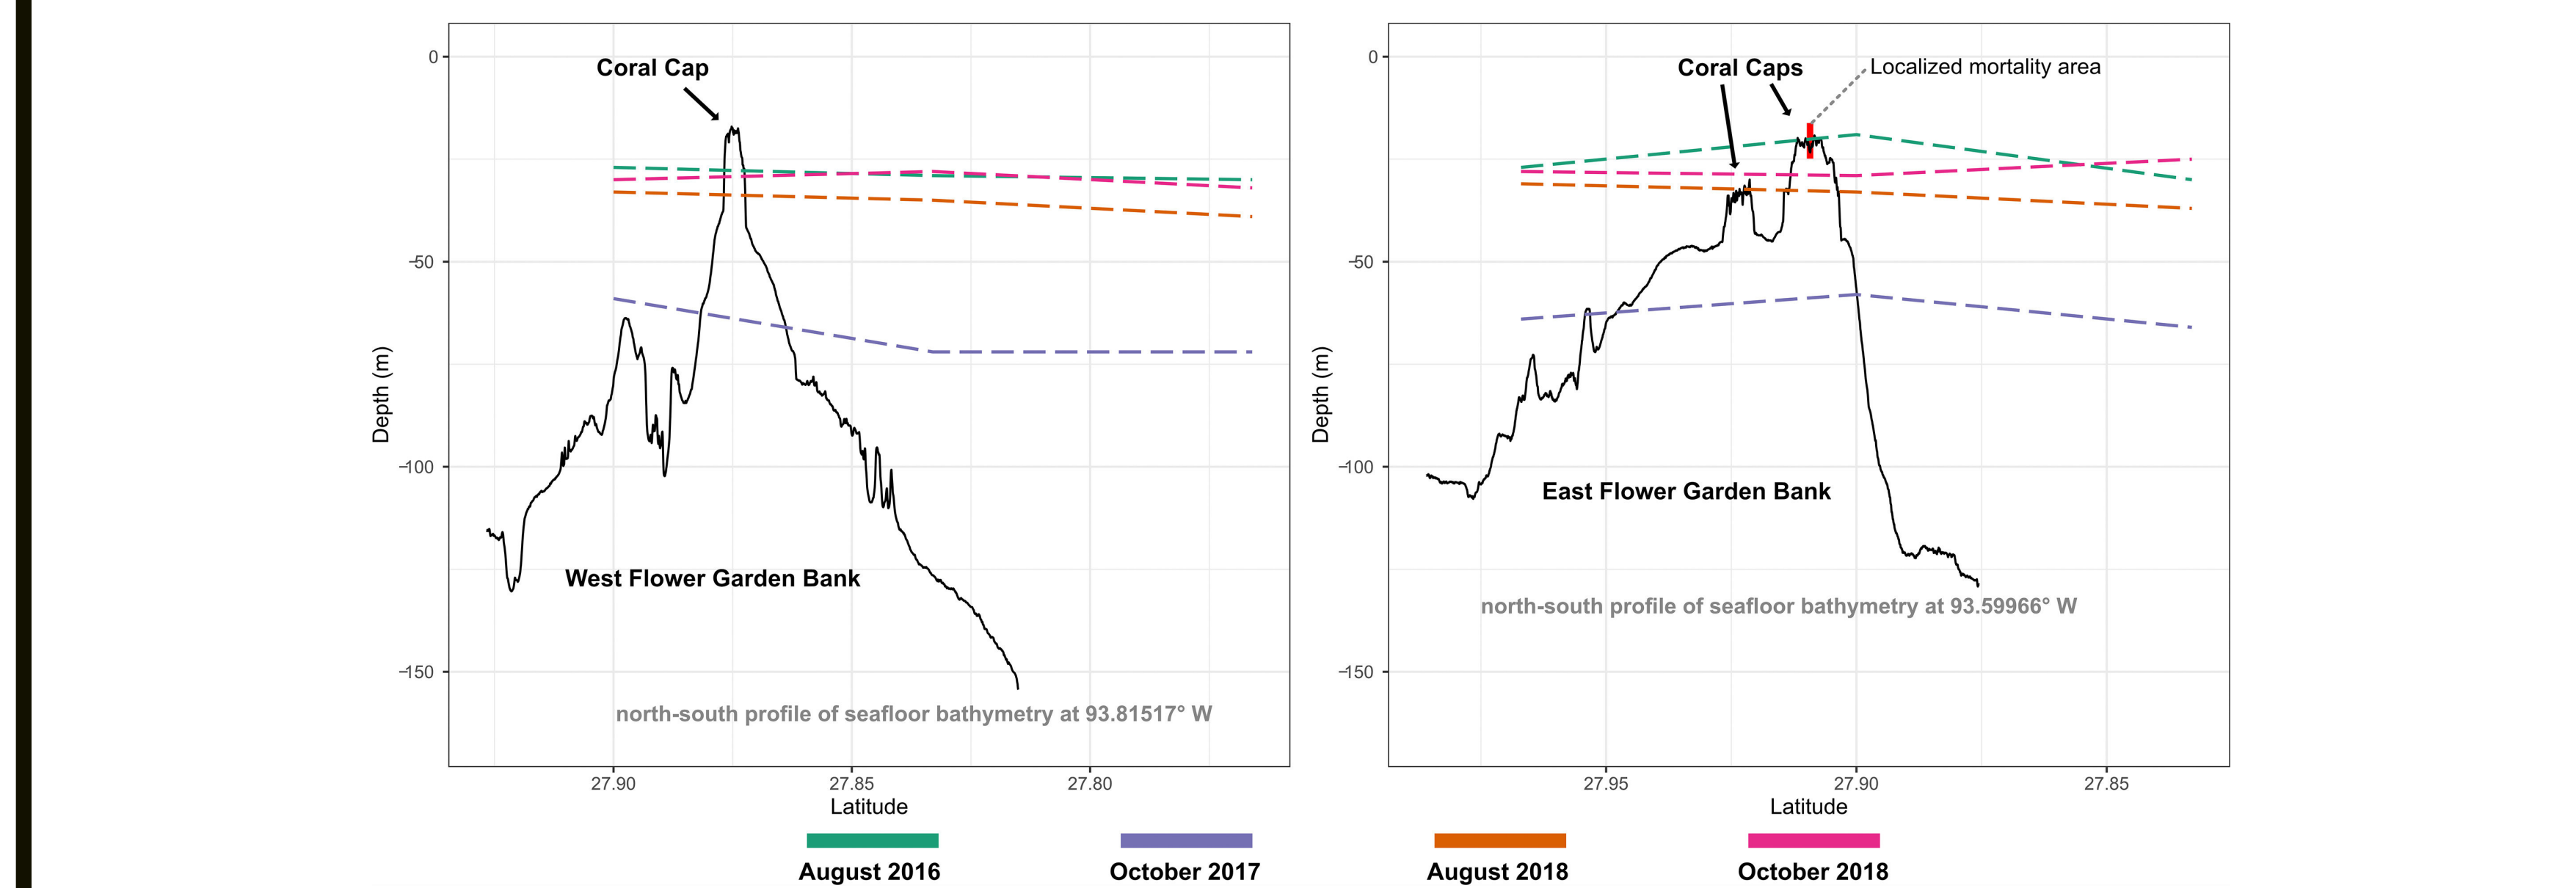 Coral Cap
Coral Caps
Localized mortality area
0
−50
−100
−150
Depth (m)
West Flower Garden Bank
north-south profile of seafloor bathymetry at 93.81517° W
27.90
27.85
27.80
Latitude
0
−50
−100
−150
Depth (m)
East Flower Garden Bank
north-south profile of seafloor bathymetry at 93.59966° W
27.95
27.90
27.85
Latitude
August 2016
October 2017
August 2018
October 2018